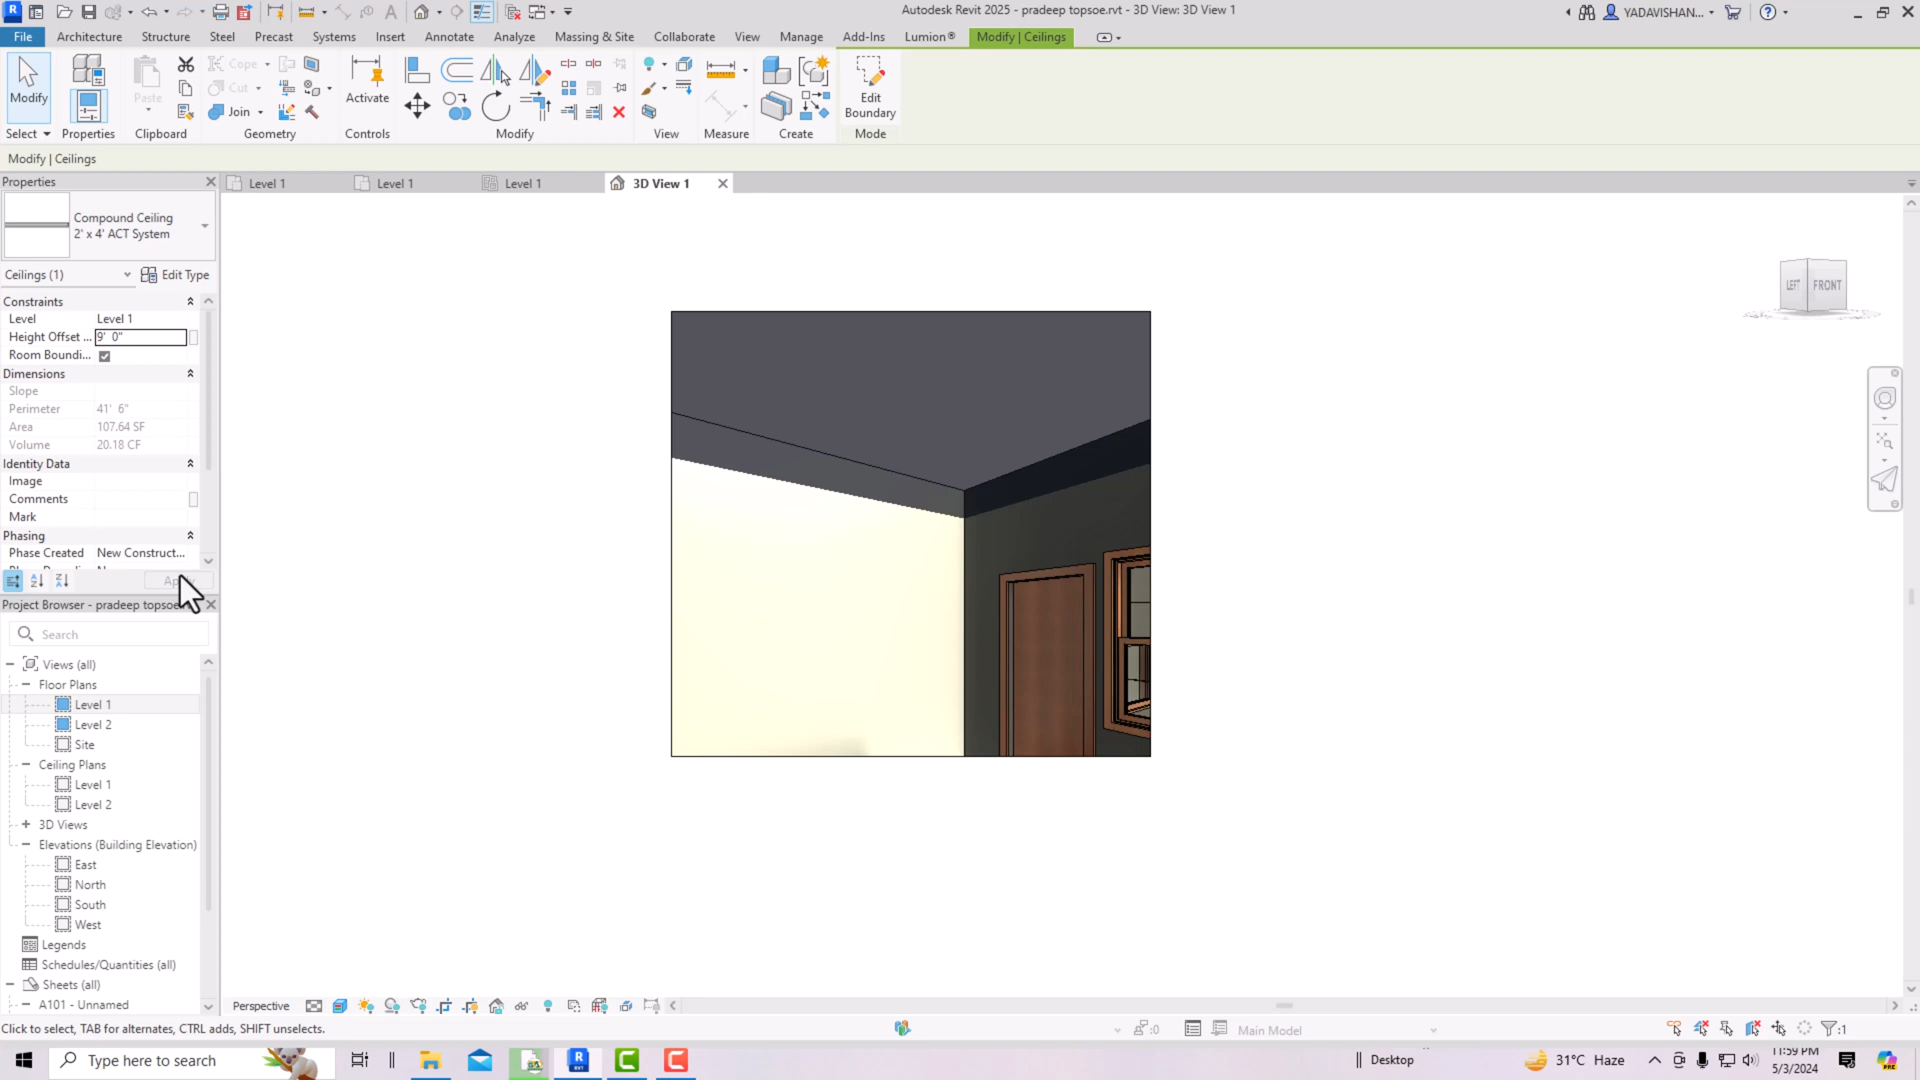 Autodesk Revit 2025 - pradeep topsoe.rvt - 3D View: 3D View 1
YADAVISHAN...
File Architecture Structure Steel Precast Systems Insert Annotate Analyze Massing & Site Collaborate View Manage Add-Ins Lumion® Modify | Ceilings
Modify
Paste
Cope
Cut
Join
Activate
Edit
Boundary
Select Properties Clipboard Geometry Controls Modify View Measure Create Mode
Modify | Ceilings
Properties
Level 1
Level 1
Level 1
3D View 1
Compound Ceiling
2' x 4' ACT System
Ceilings (1)
Edit Type
Constraints
Level Level 1
Height Offset ... 9' 0"
Room Boundi...
Dimensions
Slope
Perimeter 41' 6"
Area 107.64 SF
Volume 20.18 CF
Identity Data
Image
Comments
Mark
Phasing
Phase Created New Construct...
LEFT FRONT
Project Browser - pradeep topsoe
Search
Views (all)
Floor Plans
Level 1
Level 2
Site
Ceiling Plans
Level 1
Level 2
3D Views
Elevations (Building Elevation)
East
North
South
West
Legends
Schedules/Quantities (all)
Sheets (all)
A101 - Unnamed
Perspective
Click to select, TAB for alternates, CTRL adds, SHIFT unselects.
:0
Main Model
:1
Type here to search
Desktop
31°C Haze
11:59 PM
5/3/2024